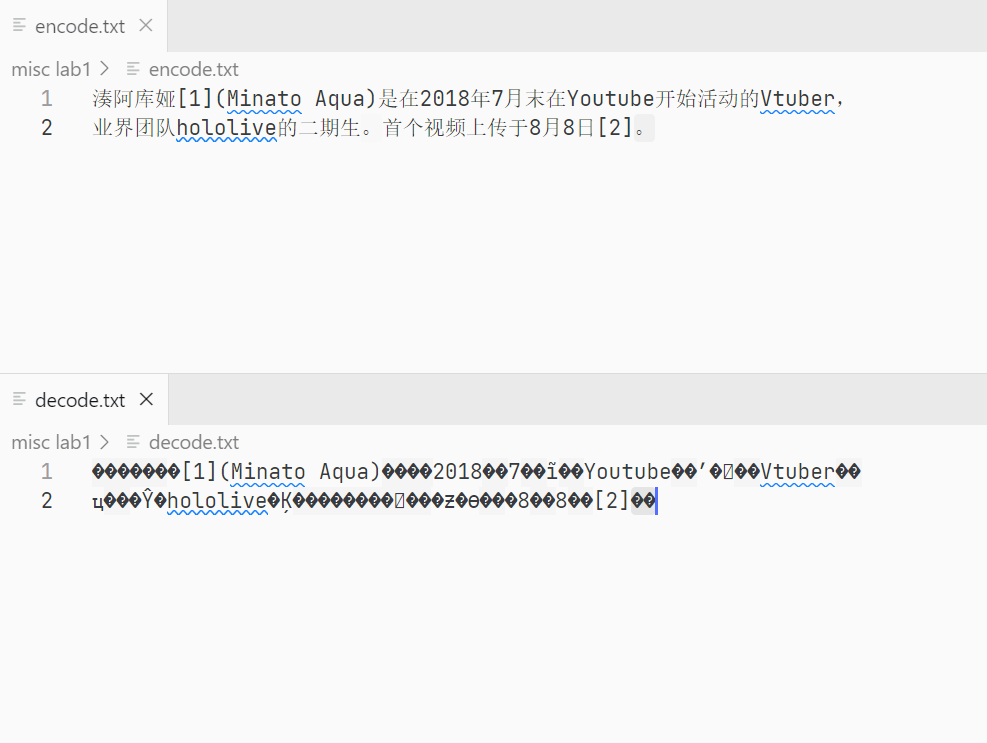 encode.txt
misc lab1 > encode.txt
1 湊阿库娅[1](Minato Aqua)是在2018年7月末在Youtube开始活动的Vtuber,
2 业界团队hololive的二期生。首个视频上传于8月8日[2]。
decode.txt
misc lab1 > decode.txt
1 �������[1](Minato Aqua)����2018��7��ĩ��Youtube��ʼ�����Vtuber��
2 ҵ���Ŷ�hololive�Ķ��������������ƶ�ɵ���8��8��[2]��